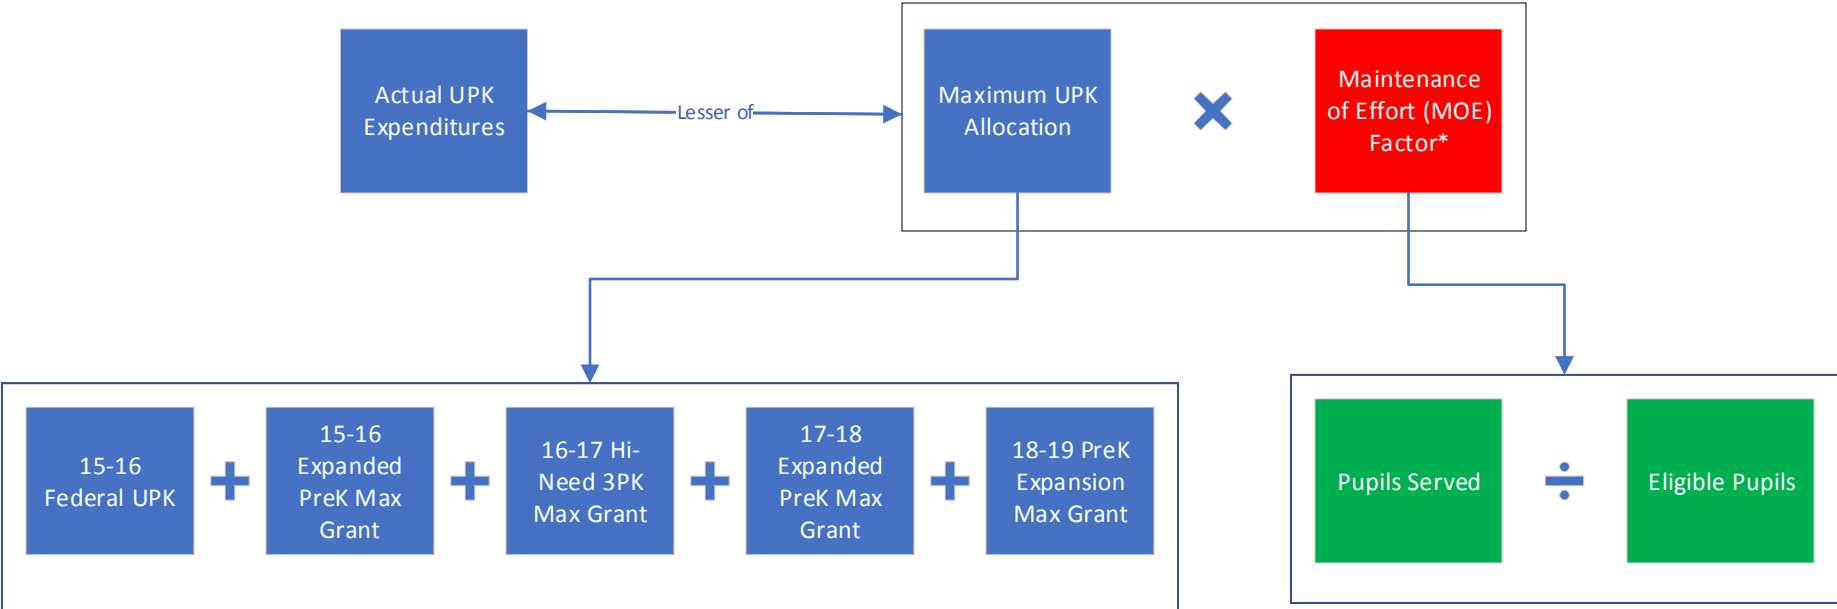 Actual UPK
Expenditures
Lesser of
Maximum UPK
Allocation
Maintenance
of Effort (MOE)
Factor*
15-16
Federal UPK
15-16
Expanded
PreK Max
Grant
16-17 Hi-
Need 3PK
Max Grant
17-18
Expanded
PreK Max
Grant
18-19 PreK
Expansion
Max Grant
Pupils Served
Eligible Pupils